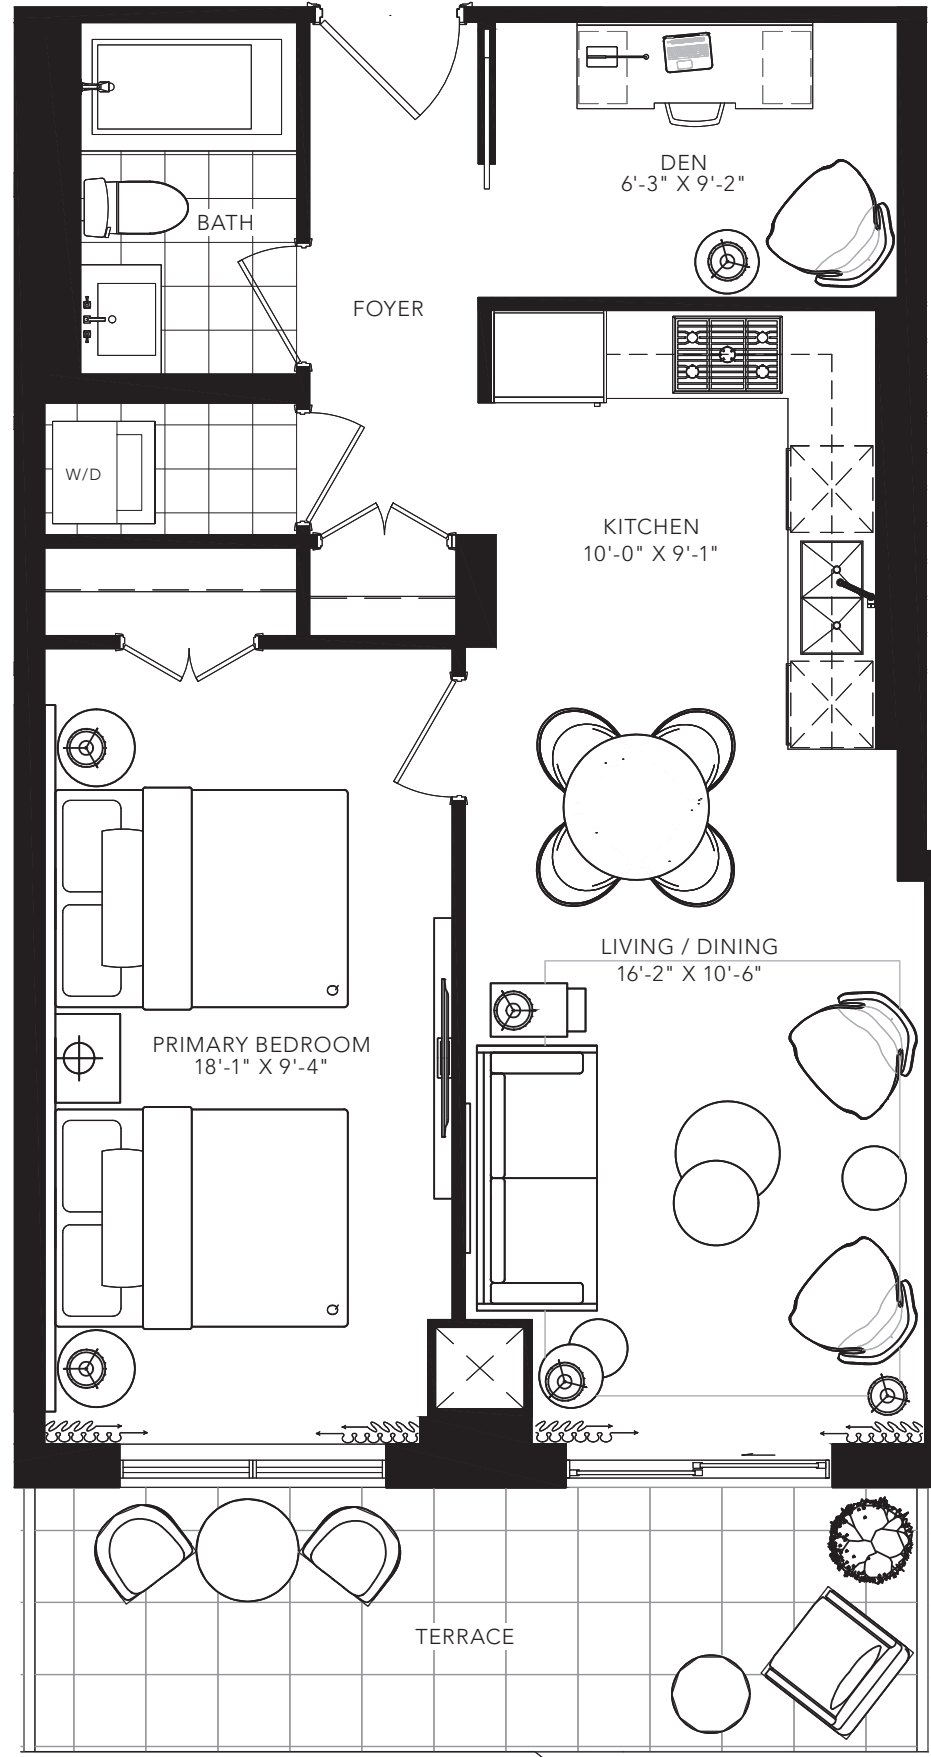 DEN
6'-3" X 9'-2"
BATH
FOYER
W/D
KITCHEN
10'-0" X 9'-1"
LIVING / DINING
16'-2" X 10'-6"
Q
PRIMARY BEDROOM
18'-1" X 9'-4"
Q
TERRACE